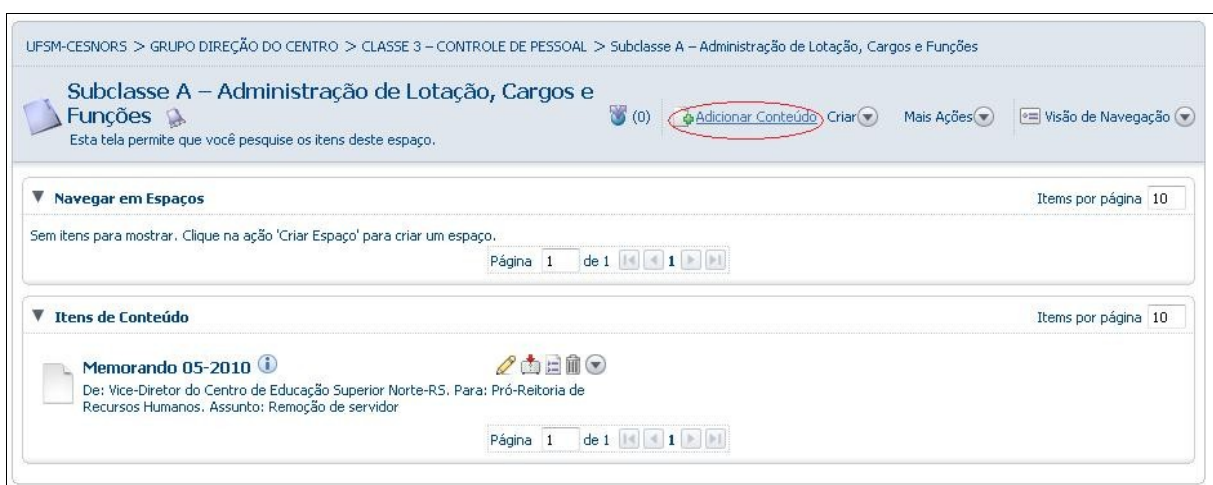 UFSM-CESNORS > GRUPO DIREÇÃO DO CENTRO > CLASSE 3 – CONTROLE DE PESSOAL > Subclasse A – Administração de Lotação, Cargos e Funções
Subclasse A – Administração de Lotação, Cargos e
Funções
(0) Adicionar Conteúdo Criar Mais Ações Visão de Navegação
Esta tela permite que você pesquise os itens deste espaço.
Navegar em Espaços Items por página 10
Sem itens para mostrar. Clique na ação 'Criar Espaço' para criar um espaço.
Página 1 de 1 1
Itens de Conteúdo Items por página 10
Memorando 05-2010
De: Vice-Diretor do Centro de Educação Superior Norte-RS. Para: Pró-Reitoria de
Recursos Humanos. Assunto: Remoção de servidor
Página 1 de 1 1